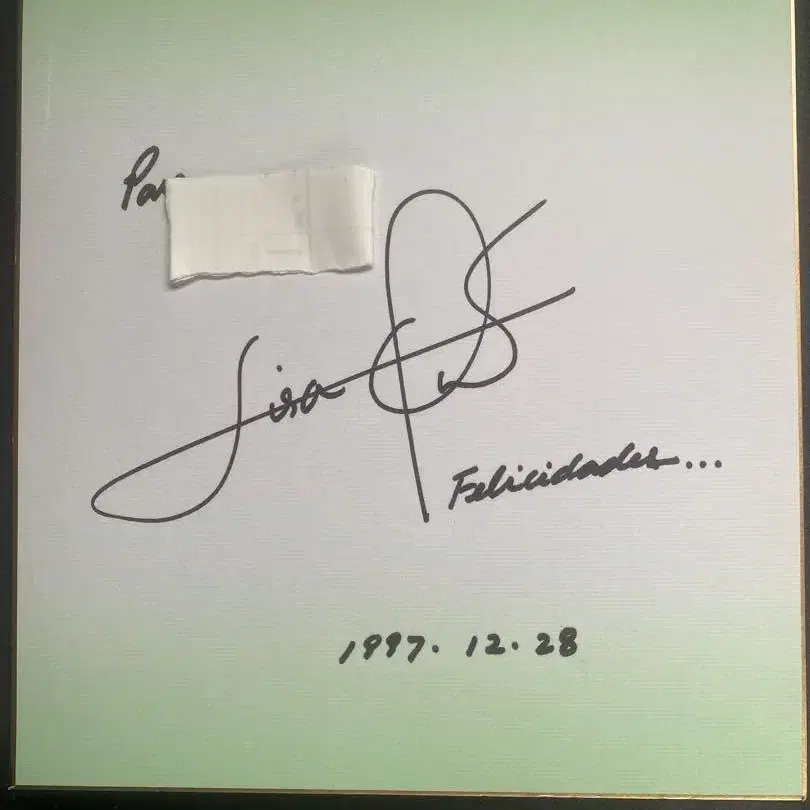 Par
Lisa
Felicidades...
1997. 12. 28